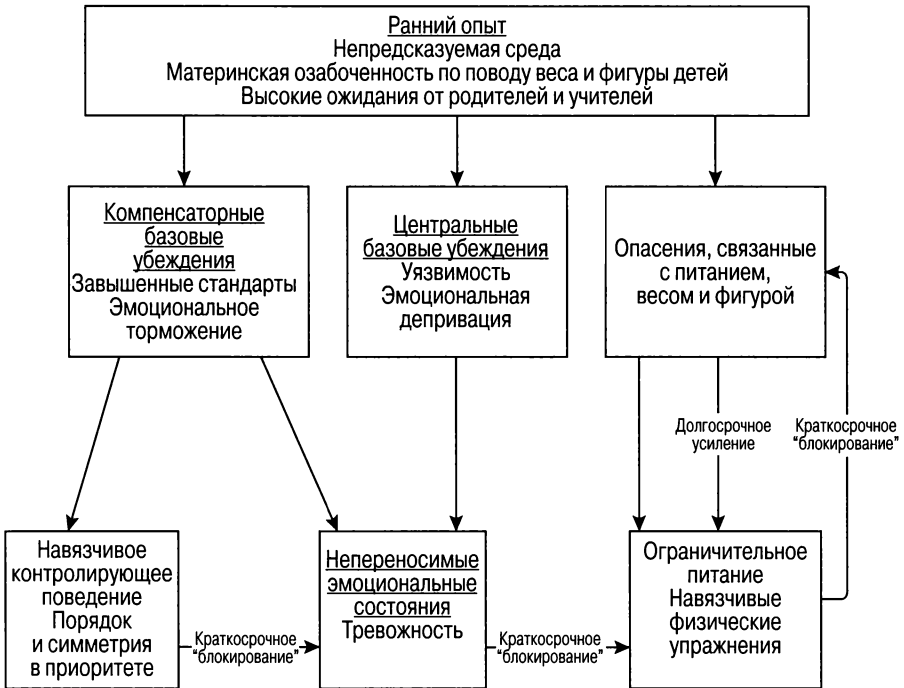 Ранний опыт
Непредсказуемая среда
Материнская озабоченность по поводу веса и фигуры детей
Высокие ожидания от родителей и учителей
Компенсаторные
базовые
убеждения
Завышенные стандарты
Эмоциональное
торможение
Центральные
базовые убеждения
Уязвимость
Эмоциональная
депривация
Опасения, связанные
с питанием,
весом и фигурой
Долгосрочное
усиление
Краткосрочное
“блокирование”
Навязчивое
контролирующее
поведение
Порядок
и симметрия
в приоритете
Краткосрочное
“блокирование”
Непереносимые
эмоциональные
состояния
Тревожность
Краткосрочное
“блокирование”
Ограничительное
питание
Навязчивые
физические
упражнения